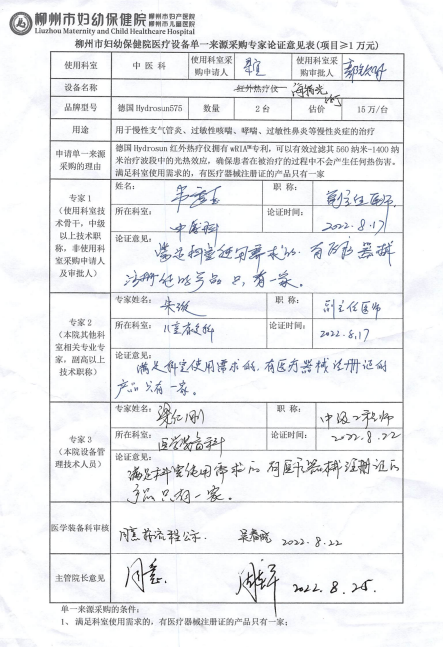 柳州市妇幼保健院 柳州市妇产医院 柳州市儿童医院
Liuzhou Maternity and Child Healthcare Hospital
柳州市妇幼保健院医疗设备单一来源采购专家论证意见表(项目≥1万元)
使用科室 中医科 使用科室采购申请人 使用科室采购审批人
设备名称 红外热疗仪
品牌型号 德国 Hydrosun575 数量 2台 估价 15万/台
用途 用于慢性支气管炎、过敏性咳喘、哮喘、过敏性鼻炎等慢性炎症的治疗
申请单一来源采购的理由
德国 Hydrosun 红外热疗仪拥有 wRIA™专利，可以有效过滤其560纳米-1400纳
米治疗波段中的光热效应，确保患者在被治疗的过程中不会产生任何热伤害。
满足科室使用要求，有医疗器械注册证的产品只有一家
专家1
（使用科室技术骨干，中级以上技术职称，非使用科室采购申请人及审批人）
姓名： 职称： 副主任医师
所在科室： 中医科 论证时间： 2022.8.17
论证意见：
满足科室使用要求的，有医疗器械
注册证的产品只有一家。
专家2
（本院其他科室相关专业专家，副高以上技术职称）
专家姓名： 职称： 副主任医师
所在科室： 儿童康复科 论证时间： 2022.8.17
论证意见：
满足科室使用需求的，有医疗器械注册证的
产品只有一家。
专家3
（本院设备管理技术人员）
专家姓名： 梁仁刚 职称： 中级工程师
所在科室： 医学装备科 论证时间： 2022.8.22
论证意见：
满足科室使用需求的有医疗器械注册证的
产品只有一家。
医学装备科审核 同意按流程公示 吴春晓 2022.8.22
主管院长意见 同意. 2022.8.25.
单一来源采购的条件：
1、满足科室使用需求的，有医疗器械注册证的产品只有一家；